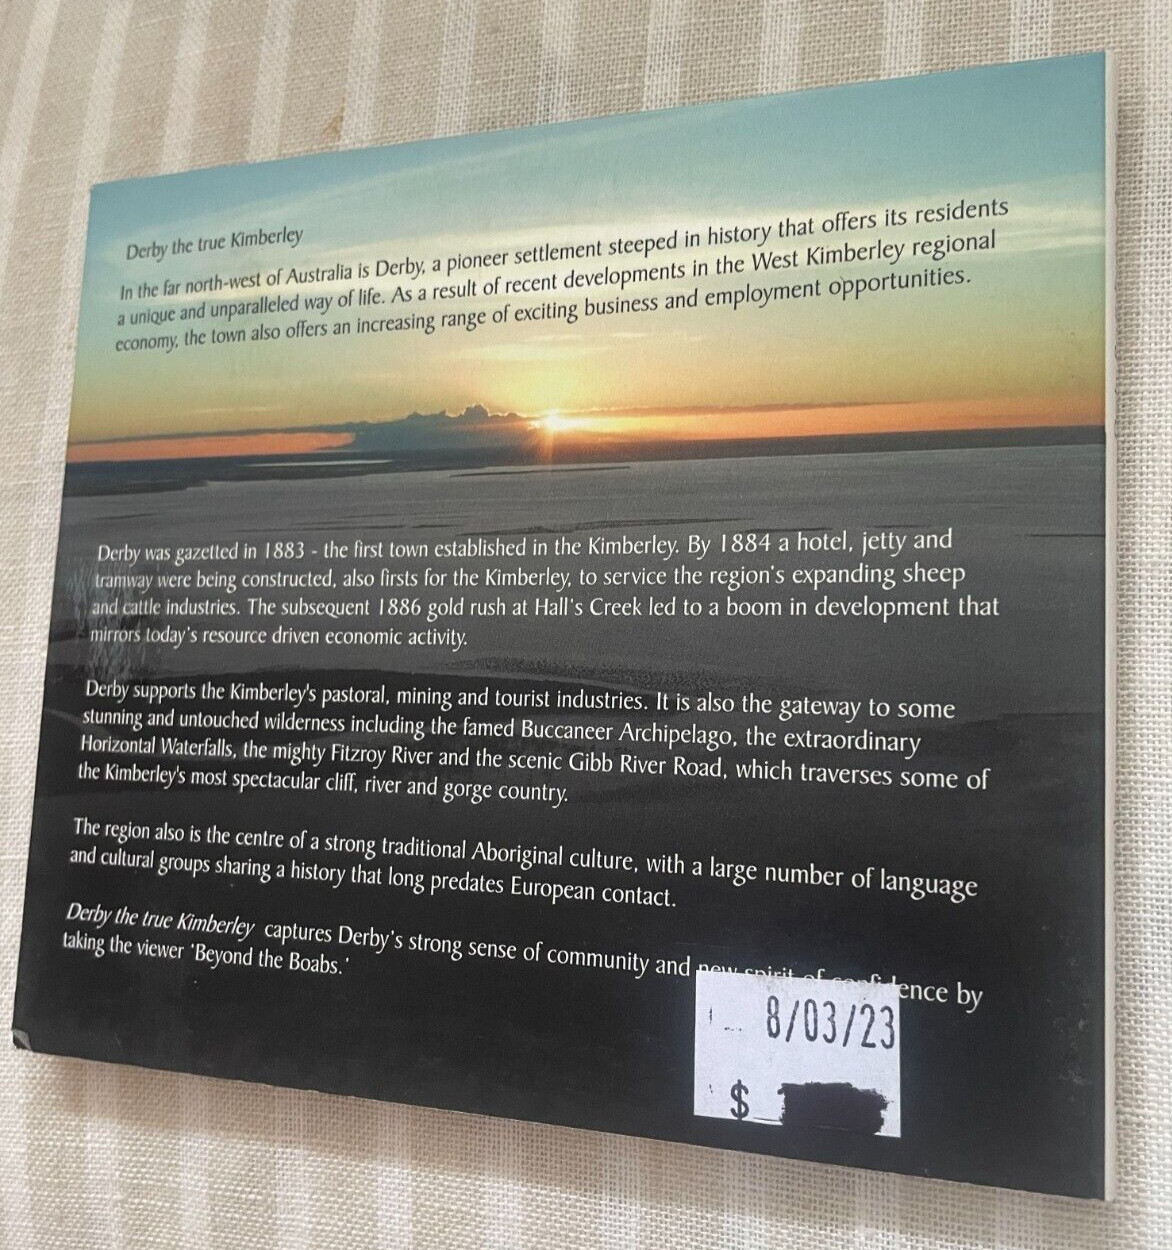 Derby the true Kimberley
In the far north-west of Australia is Derby, a pioneer settlement steeped in history that offers its residents
a unique and unparalleled way of life. As a result of recent developments in the West Kimberley regional
economy, the town also offers an increasing range of exciting business and employment opportunities.
Derby was gazetted in 1883 - the first town established in the Kimberley. By 1884 a hotel, jetty and
tramway were being constructed, also firsts for the Kimberley, to service the region's expanding sheep
and cattle industries. The subsequent 1886 gold rush at Hall's Creek led to a boom in development that
mirrors today's resource driven economic activity.
Derby supports the Kimberley's pastoral, mining and tourist industries. It is also the gateway to some
stunning and untouched wilderness including the famed Buccaneer Archipelago, the extraordinary
Horizontal Waterfalls, the mighty Fitzroy River and the scenic Gibb River Road, which traverses some of
the Kimberley's most spectacular cliff, river and gorge country.
The region also is the centre of a strong traditional Aboriginal culture, with a large number of language
and cultural groups sharing a history that long predates European contact.
Derby the true Kimberley captures Derby's strong sense of community and new spirit of confidence by
taking the viewer 'Beyond the Boabs.'
8/03/23
$